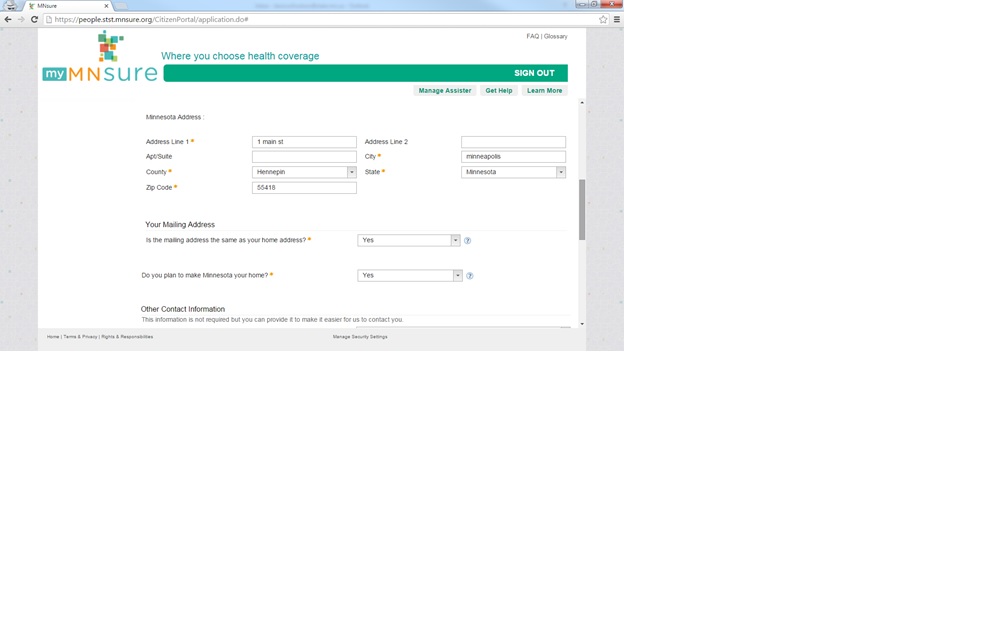 MNsure
https://people.stst.mnsure.org/CitizenPortal/application.do#
FAQ | Glossary
my MNsure
Where you choose health coverage
SIGN OUT
Manage Assister Get Help Learn More
Minnesota Address :
Address Line 1 * 1 main st Address Line 2
Apt/Suite City * minneapolis
County * Hennepin State * Minnesota
Zip Code * 55418
Your Mailing Address
Is the mailing address the same as your home address? * Yes ?
Do you plan to make Minnesota your home? * Yes ?
Other Contact Information
This information is not required but you can provide it to make it easier for us to contact you.
Home | Terms & Privacy | Rights & Responsibilities Manage Security Settings